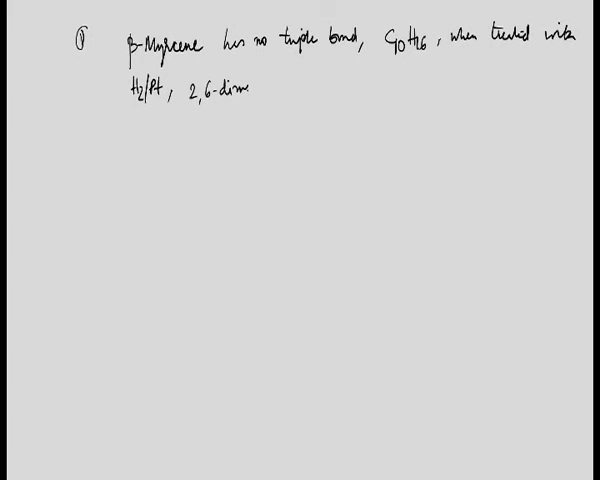 ① β-Myrcene has no triple bond, C10H16, when treated with
H2/Pt, 2,6-dime